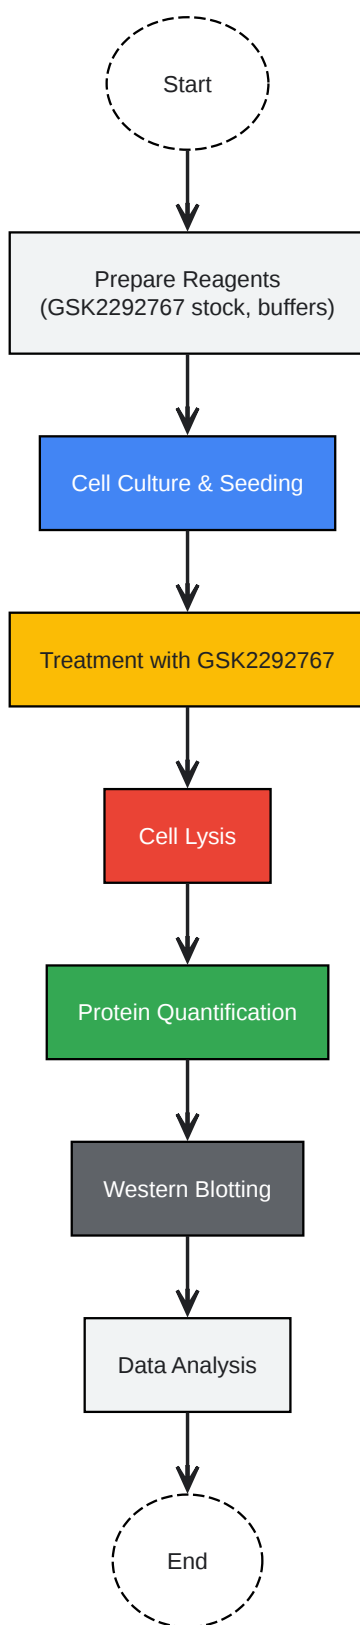 Start
Prepare Reagents
(GSK2292767 stock, buffers)
Cell Culture & Seeding
Treatment with GSK2292767
Cell Lysis
Protein Quantification
Western Blotting
Data Analysis
End